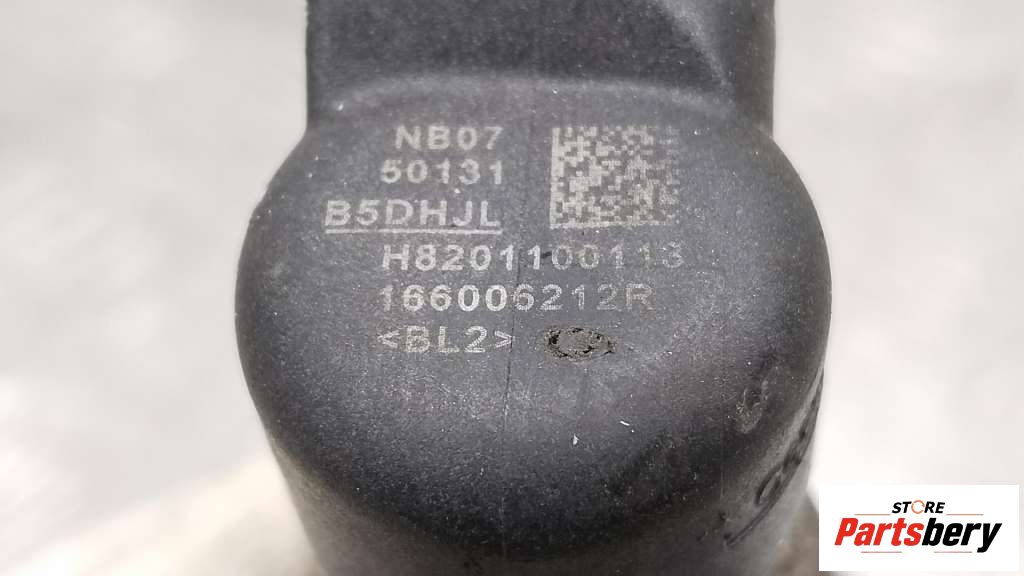 NB07
50131
B5DHJL
H8201100113
166006212R
<BL2>
STORE
Partsbery